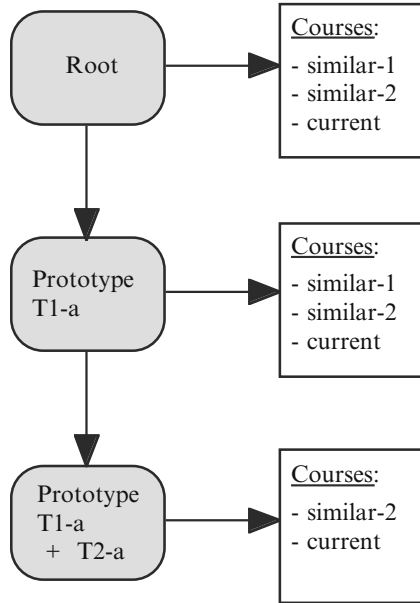 Root
Courses:
- similar-1
- similar-2
- current
Prototype
T1-a
Courses:
- similar-1
- similar-2
- current
Prototype
T1-a
+ T2-a
Courses:
- similar-2
- current